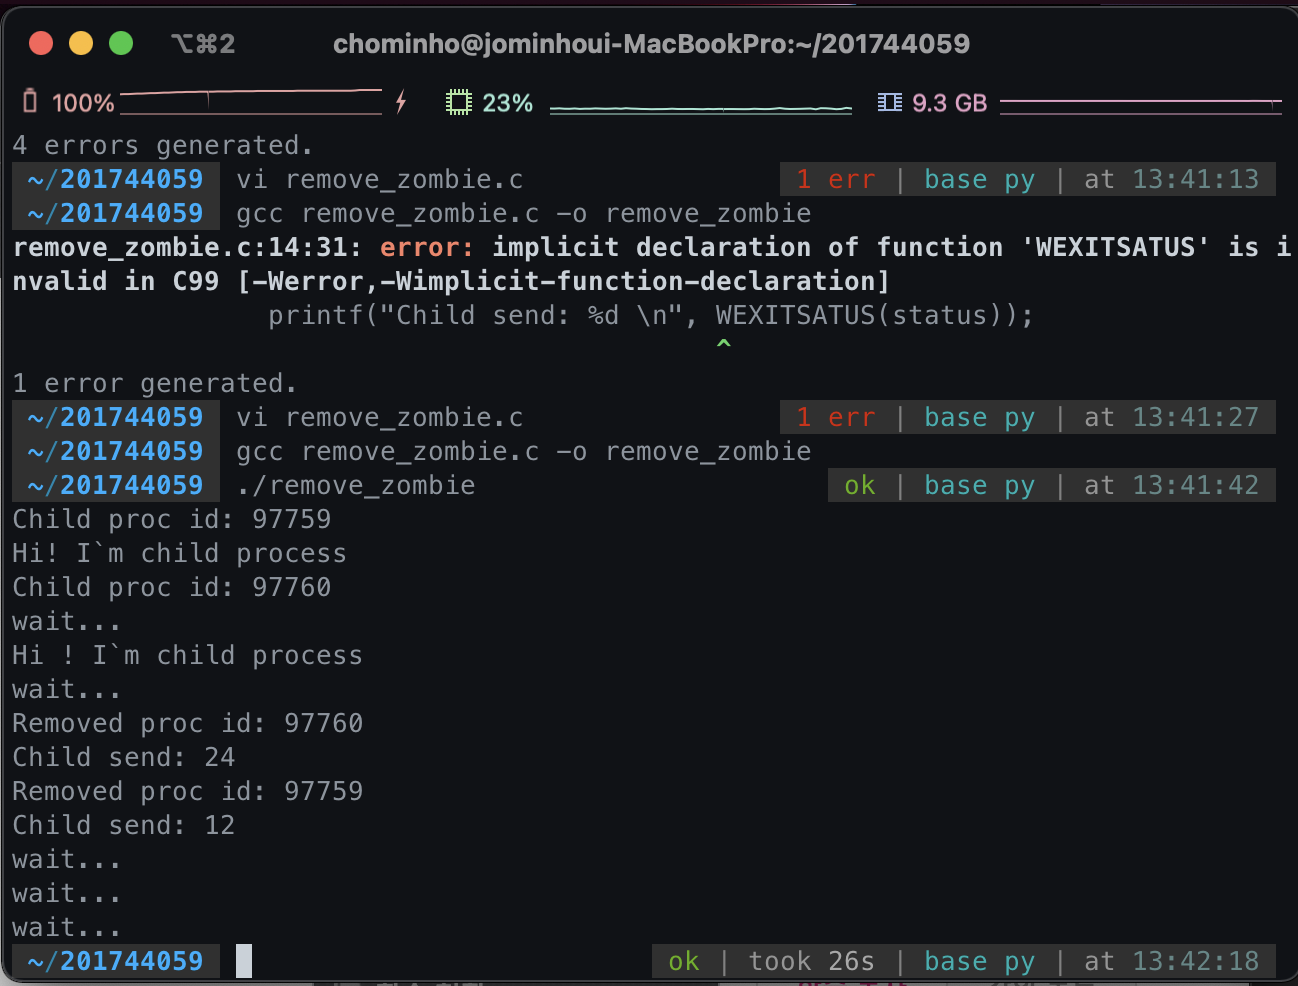 ⌥⌘2 chominho@jominhoui-MacBookPro:~/201744059
100% 23% 9.3 GB
4 errors generated.
~/201744059 vi remove_zombie.c 1 err | base py | at 13:41:13
~/201744059 gcc remove_zombie.c -o remove_zombie
remove_zombie.c:14:31: error: implicit declaration of function 'WEXITSATUS' is i
nvalid in C99 [-Werror,-Wimplicit-function-declaration]
printf("Child send: %d \n", WEXITSATUS(status));
^
1 error generated.
~/201744059 vi remove_zombie.c 1 err | base py | at 13:41:27
~/201744059 gcc remove_zombie.c -o remove_zombie
~/201744059 ./remove_zombie ok | base py | at 13:41:42
Child proc id: 97759
Hi! I`m child process
Child proc id: 97760
wait...
Hi ! I`m child process
wait...
Removed proc id: 97760
Child send: 24
Removed proc id: 97759
Child send: 12
wait...
wait...
wait...
~/201744059 ok | took 26s | base py | at 13:42:18